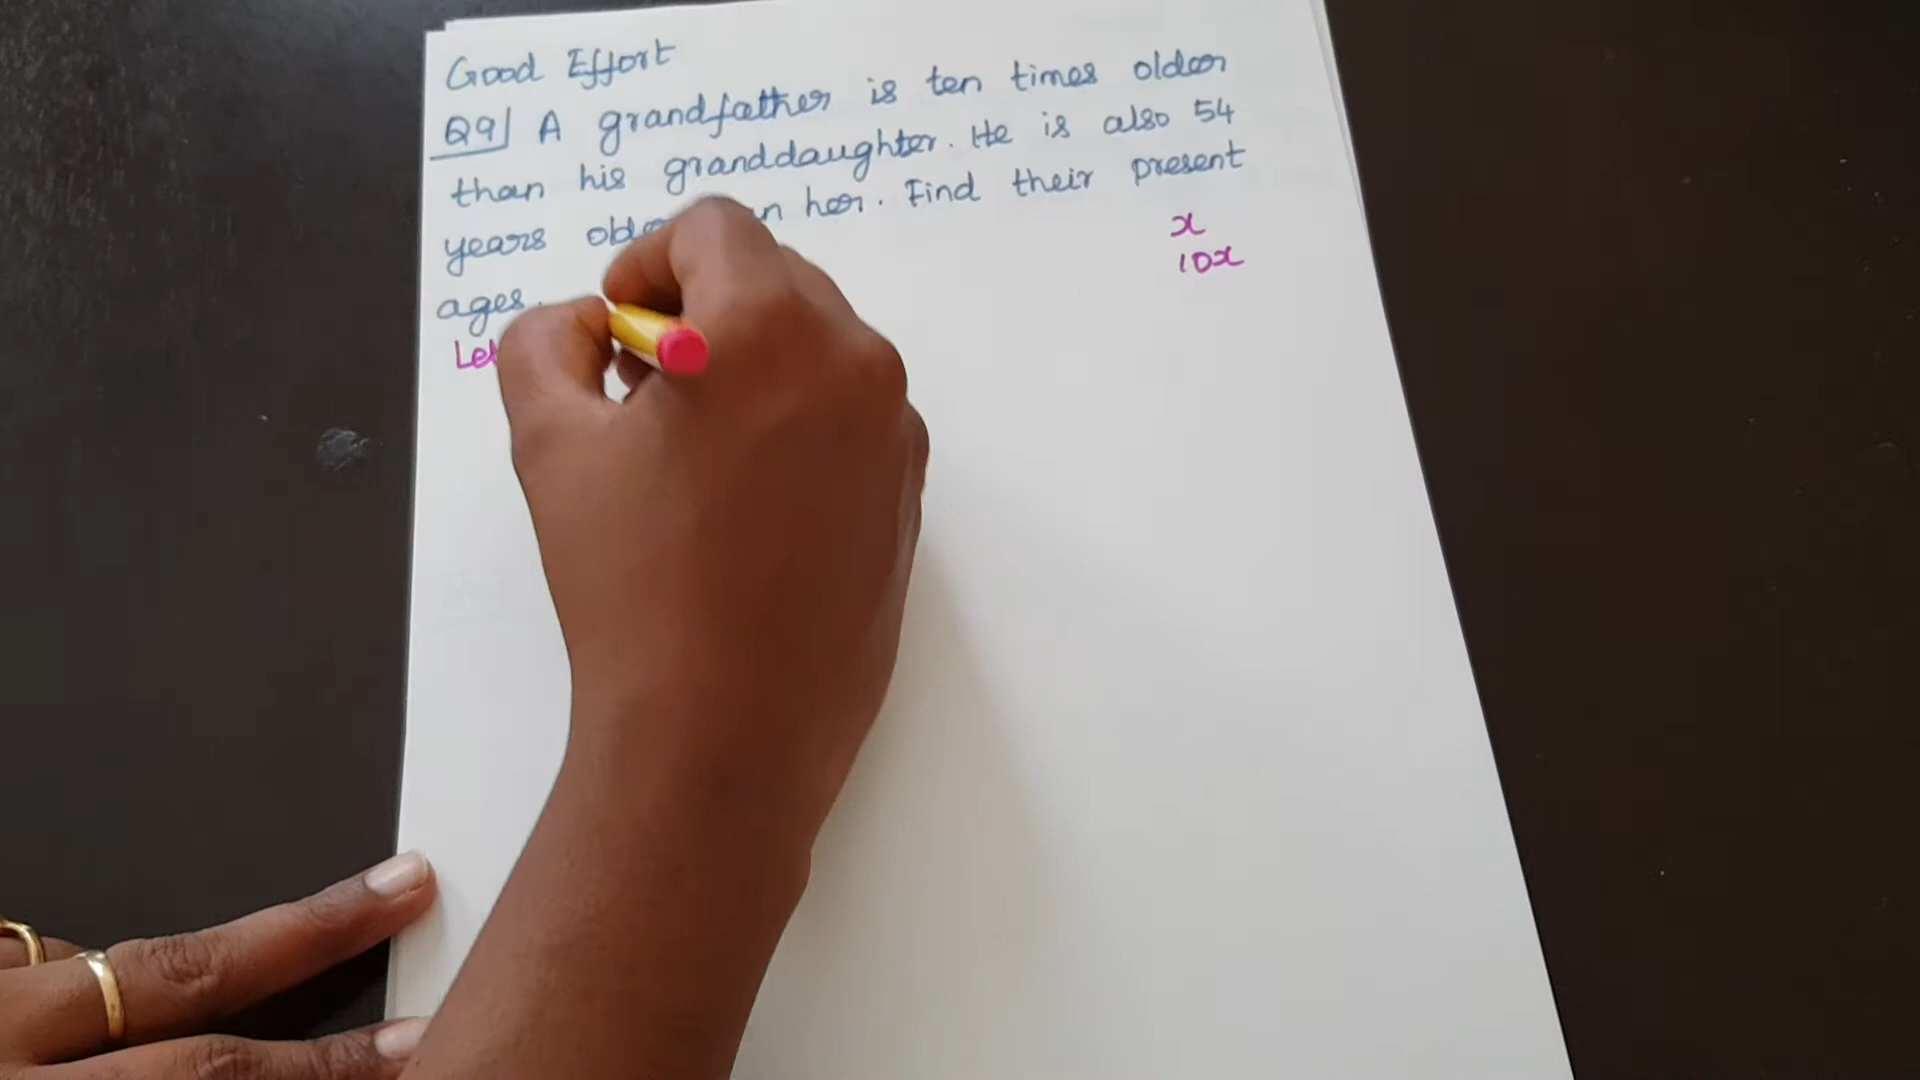 Good Effort
Q9 A grandfather is ten times older
than his granddaughter. He is also 54
years her. Find their present
ages.
x
10x